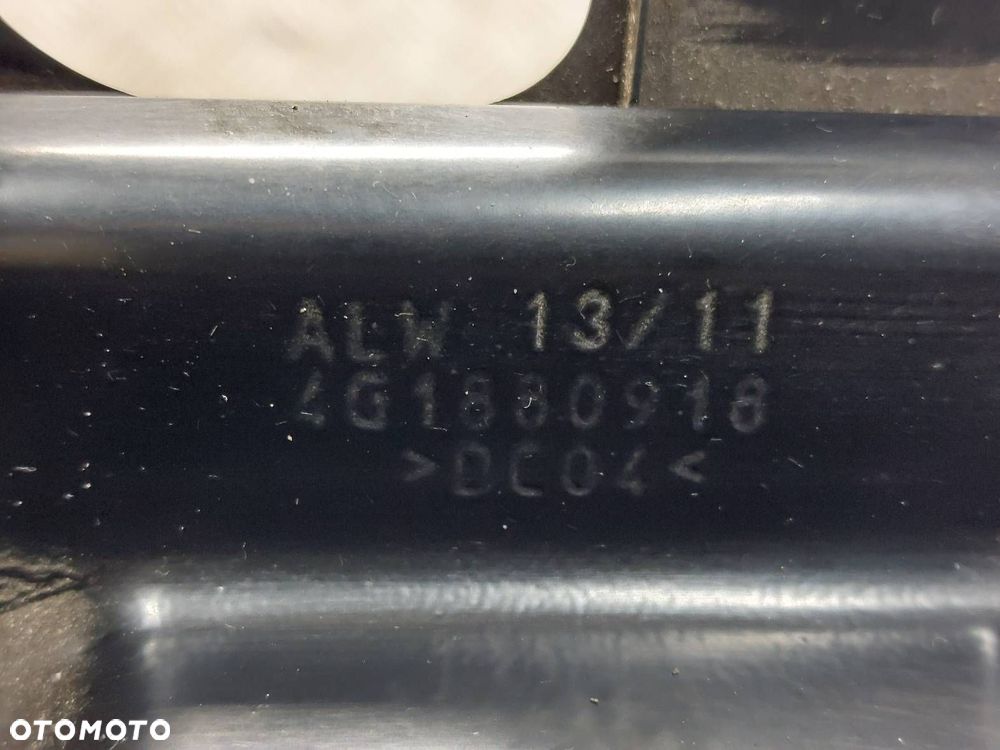 ALW 13/11
4G1880918
>DC04<
OTOMOTO